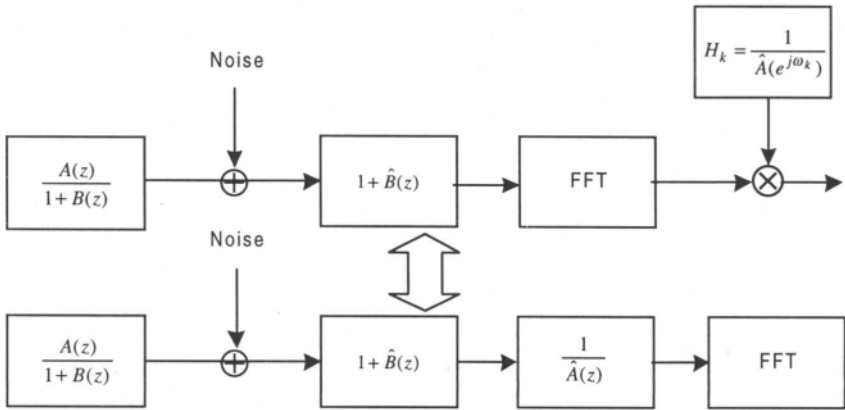 H_k = 1 / Â(e^{jω_k})
Noise
A(z) / 1 + B(z)
1 + B̂(z)
FFT
Noise
A(z) / 1 + B(z)
1 + B̂(z)
1 / Â(z)
FFT